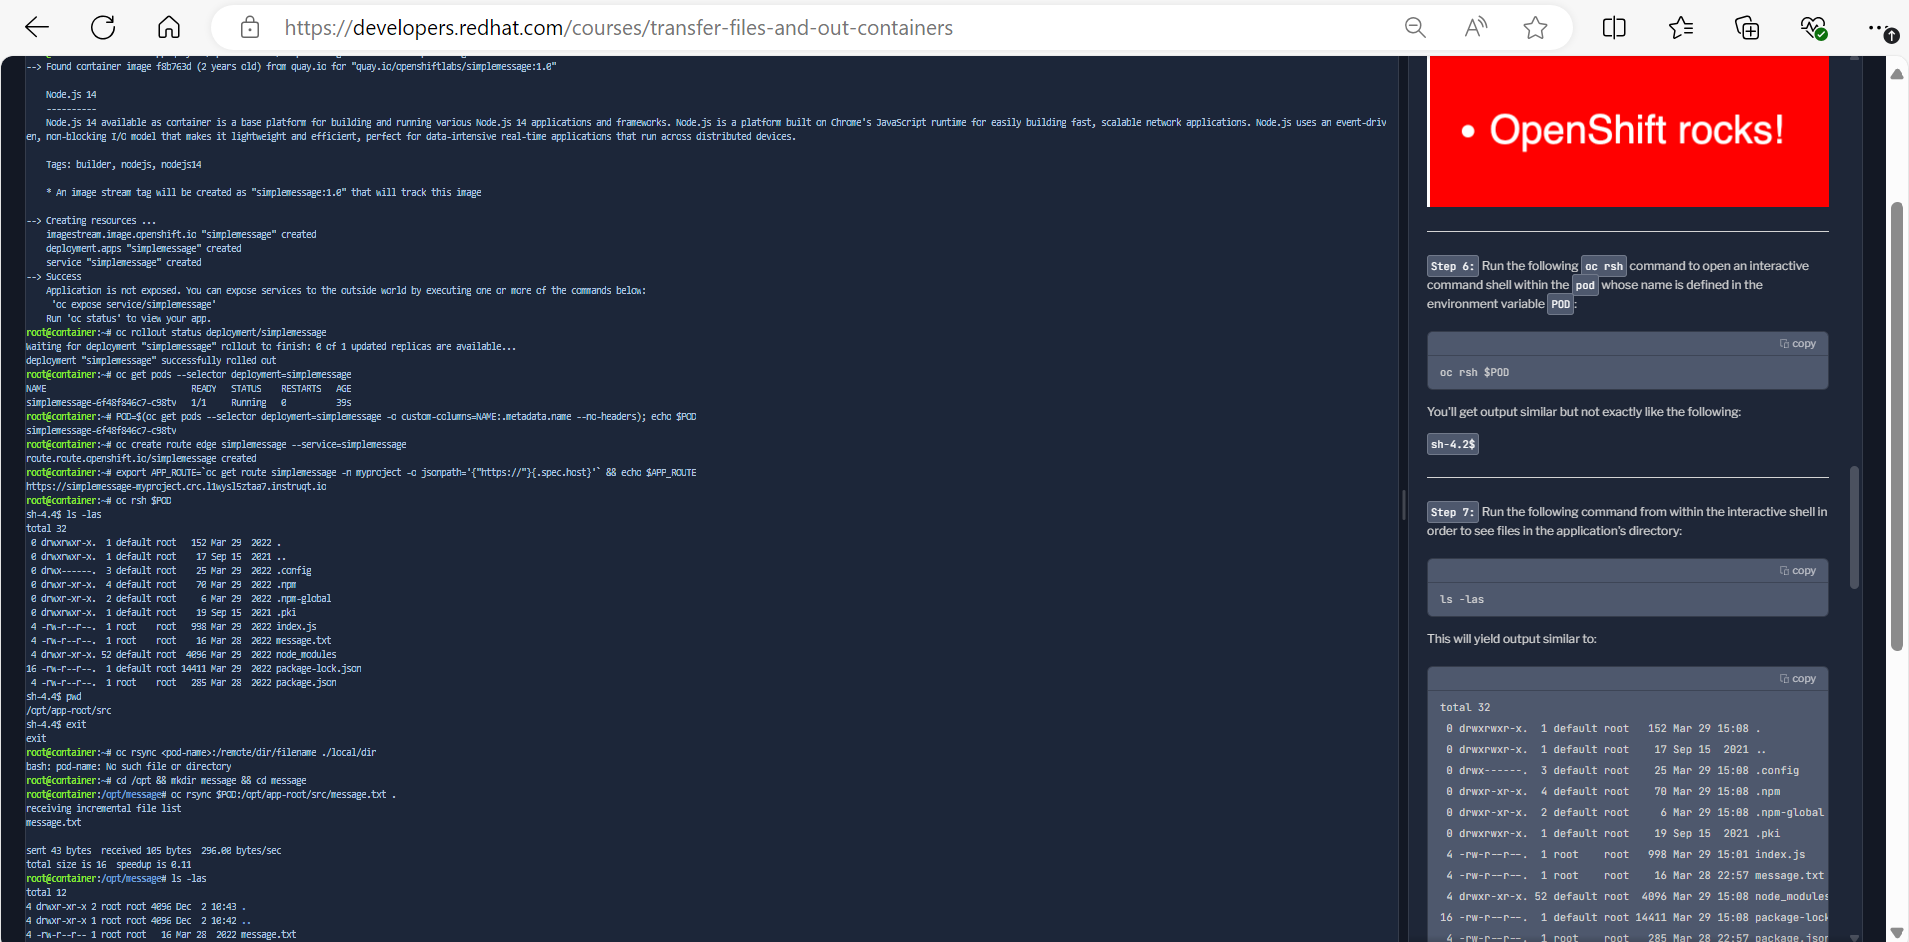 https://developers.redhat.com/courses/transfer-files-and-out-containers
--> Found container image f8b763d (2 years old) from quay.io for "quay.io/openshiftlabs/simplemessage:1.0"
Node.js 14
----------
Node.js 14 available as container is a base platform for building and running various Node.js 14 applications and frameworks. Node.js is a platform built on Chrome's JavaScript runtime for easily building fast, scalable network applications. Node.js uses an event-driv
en, non-blocking I/O model that makes it lightweight and efficient, perfect for data-intensive real-time applications that run across distributed devices.
Tags: builder, nodejs, nodejs14
* An image stream tag will be created as "simplemessage:1.0" that will track this image
--> Creating resources ...
imagestream.image.openshift.io "simplemessage" created
deployment.apps "simplemessage" created
service "simplemessage" created
--> Success
Application is not exposed. You can expose services to the outside world by executing one or more of the commands below:
'oc expose service/simplemessage'
Run 'oc status' to view your app.
root@container:~# oc rollout status deployment/simplemessage
Waiting for deployment "simplemessage" rollout to finish: 0 of 1 updated replicas are available...
deployment "simplemessage" successfully rolled out
root@container:~# oc get pods --selector deployment=simplemessage
NAME READY STATUS RESTARTS AGE
simplemessage-6f48f846c7-c98tv 1/1 Running 0 39s
root@container:~# POD=$(oc get pods --selector deployment=simplemessage -o custom-columns=NAME:.metadata.name --no-headers); echo $POD
simplemessage-6f48f846c7-c98tv
root@container:~# oc create route edge simplemessage --service=simplemessage
route.route.openshift.io/simplemessage created
root@container:~# export APP_ROUTE=`oc get route simplemessage -n myproject -o jsonpath='{"https://"}{.spec.host}'` && echo $APP_ROUTE
https://simplemessage-myproject.crc.l1wysl5ztaa7.instruqt.io
root@container:~# oc rsh $POD
sh-4.4$ ls -las
total 32
0 drwxrwxr-x. 1 default root 152 Mar 29 2022 .
0 drwxrwxr-x. 1 default root 17 Sep 15 2021 ..
0 drwx------. 3 default root 25 Mar 29 2022 .config
0 drwxr-xr-x. 4 default root 70 Mar 29 2022 .npm
0 drwxr-xr-x. 2 default root 6 Mar 29 2022 .npm-global
0 drwxrwxr-x. 1 default root 19 Sep 15 2021 .pki
4 -rw-r--r--. 1 root root 998 Mar 29 2022 index.js
4 -rw-r--r--. 1 root root 16 Mar 28 2022 message.txt
4 drwxr-xr-x. 52 default root 4096 Mar 29 2022 node_modules
16 -rw-r--r--. 1 default root 14411 Mar 29 2022 package-lock.json
4 -rw-r--r--. 1 root root 285 Mar 28 2022 package.json
sh-4.4$ pwd
/opt/app-root/src
sh-4.4$ exit
exit
root@container:~# oc rsync <pod-name>:/remote/dir/filename ./local/dir
bash: pod-name: No such file or directory
root@container:~# cd /opt && mkdir message && cd message
root@container:/opt/message# oc rsync $POD:/opt/app-root/src/message.txt .
receiving incremental file list
message.txt
sent 43 bytes received 105 bytes 296.00 bytes/sec
total size is 16 speedup is 0.11
root@container:/opt/message# ls -las
total 12
4 drwxr-xr-x 2 root root 4096 Dec 2 10:43 .
4 drwxr-xr-x 1 root root 4096 Dec 2 10:42 ..
4 -rw-r--r-- 1 root root 16 Mar 28 2022 message.txt
• OpenShift rocks!
Step 6: Run the following oc rsh command to open an interactive
command shell within the pod whose name is defined in the
environment variable POD:
copy
oc rsh $POD
You'll get output similar but not exactly like the following:
sh-4.2$
Step 7: Run the following command from within the interactive shell in
order to see files in the application's directory:
copy
ls -las
This will yield output similar to:
copy
total 32
0 drwxrwxr-x. 1 default root 152 Mar 29 15:08 .
0 drwxrwxr-x. 1 default root 17 Sep 15 2021 ..
0 drwx------. 3 default root 25 Mar 29 15:08 .config
0 drwxr-xr-x. 4 default root 70 Mar 29 15:08 .npm
0 drwxr-xr-x. 2 default root 6 Mar 29 15:08 .npm-global
0 drwxrwxr-x. 1 default root 19 Sep 15 2021 .pki
4 -rw-r--r--. 1 root root 998 Mar 29 15:01 index.js
4 -rw-r--r--. 1 root root 16 Mar 28 22:57 message.txt
4 drwxr-xr-x. 52 default root 4096 Mar 29 15:08 node_modules
16 -rw-r--r--. 1 default root 14411 Mar 29 15:08 package-lock
4 -rw-r--r--. 1 root root 285 Mar 28 22:57 package.json